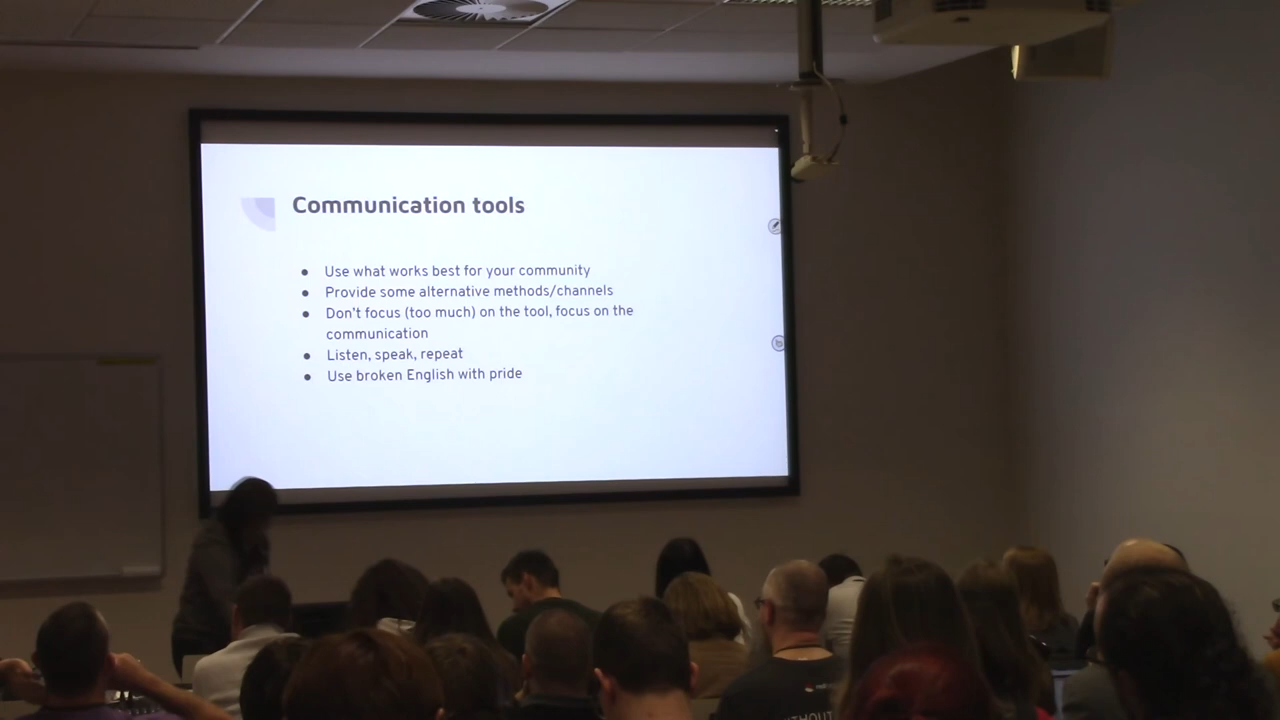 Communication tools
● Use what works best for your community
● Provide some alternative methods/channels
● Don't focus (too much) on the tool, focus on the
communication
● Listen, speak, repeat
● Use broken English with pride
WITHOUT